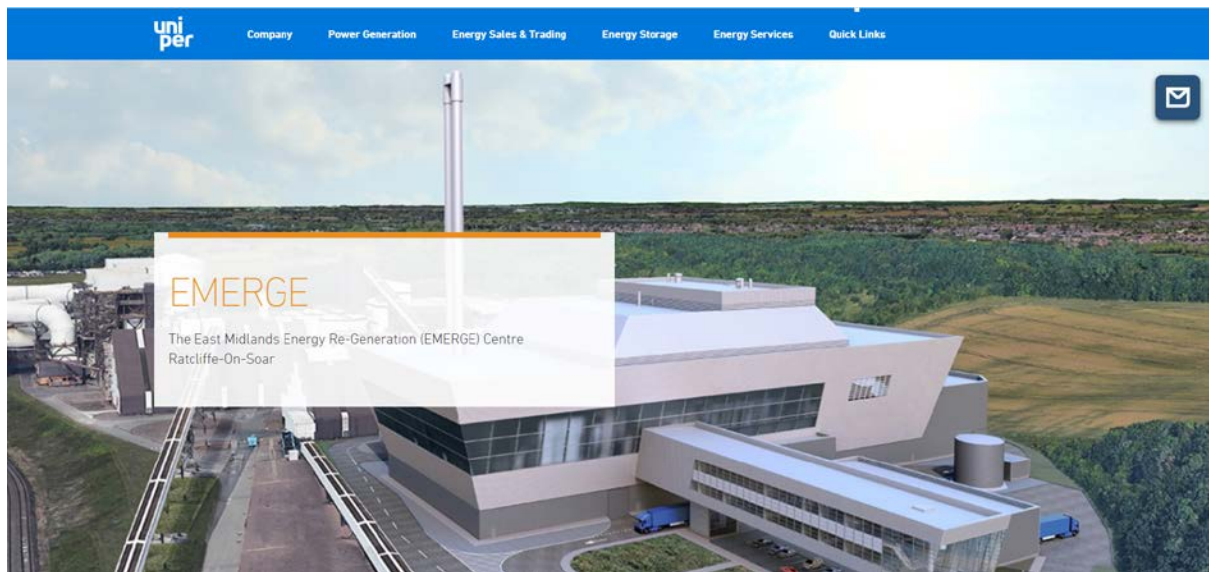 uni
per
Company
Power Generation
Energy Sales & Trading
Energy Storage
Energy Services
Quick Links
EMERGE
The East Midlands Energy Re-Generation (EMERGE) Centre
Ratcliffe-On-Soar